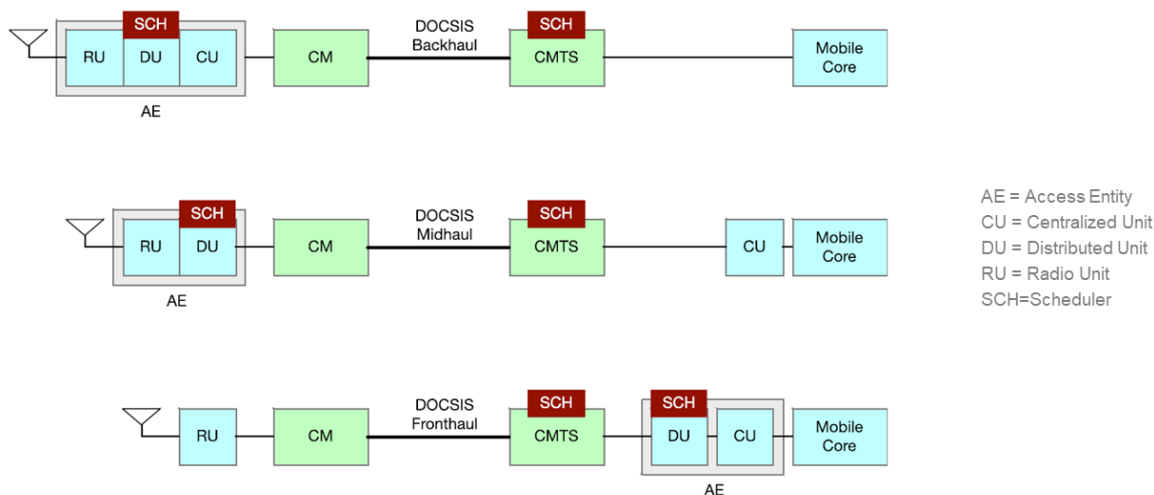 SCH
SCH
DOCSIS
Backhaul
RU
DU
CU
CM
CMTS
Mobile
Core
AE
SCH
SCH
DOCSIS
Midhaul
RU
DU
CM
CMTS
CU
Mobile
Core
AE
AE = Access Entity
CU = Centralized Unit
DU = Distributed Unit
RU = Radio Unit
SCH=Scheduler
SCH
SCH
DOCSIS
Fronthaul
RU
CM
CMTS
DU
CU
Mobile
Core
AE